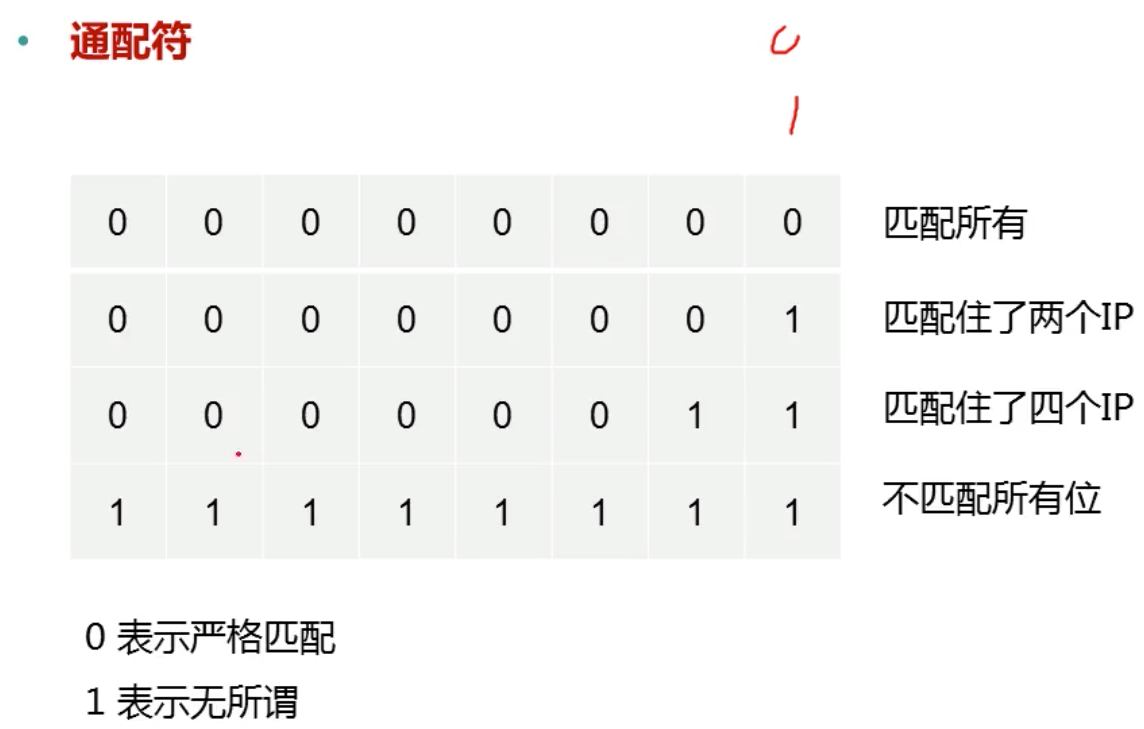 • 通配符
0
1
0 0 0 0 0 0 0 0 匹配所有
0 0 0 0 0 0 0 1 匹配住了两个IP
0 0 0 0 0 0 1 1 匹配住了四个IP
1 1 1 1 1 1 1 1 不匹配所有位
0 表示严格匹配
1 表示无所谓